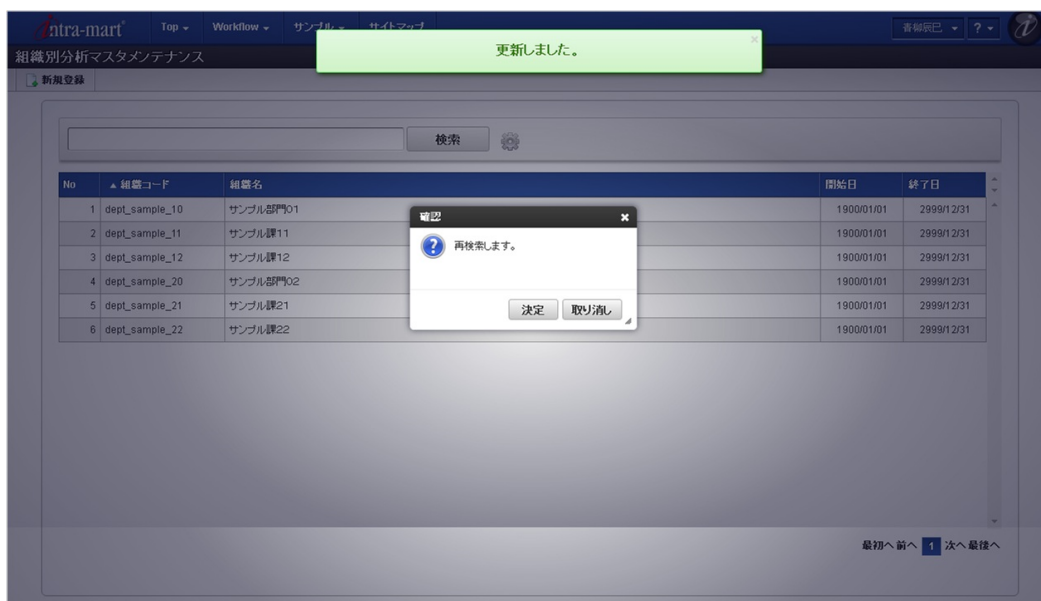 intra-mart Top Workflow サンプル サイトマップ 青柳辰巳 ?
更新しました。 ×
組織別分析マスタメンテナンス
新規登録
検索
No ▲ 組織コード 組織名 開始日 終了日
1 dept_sample_10 サンプル部門01 1900/01/01 2999/12/31
2 dept_sample_11 サンプル課11 1900/01/01 2999/12/31
3 dept_sample_12 サンプル課12 1900/01/01 2999/12/31
4 dept_sample_20 サンプル部門02 1900/01/01 2999/12/31
5 dept_sample_21 サンプル課21 1900/01/01 2999/12/31
6 dept_sample_22 サンプル課22 1900/01/01 2999/12/31
確認
再検索します。
決定 取り消し
最初へ 前へ 1 次へ 最後へ